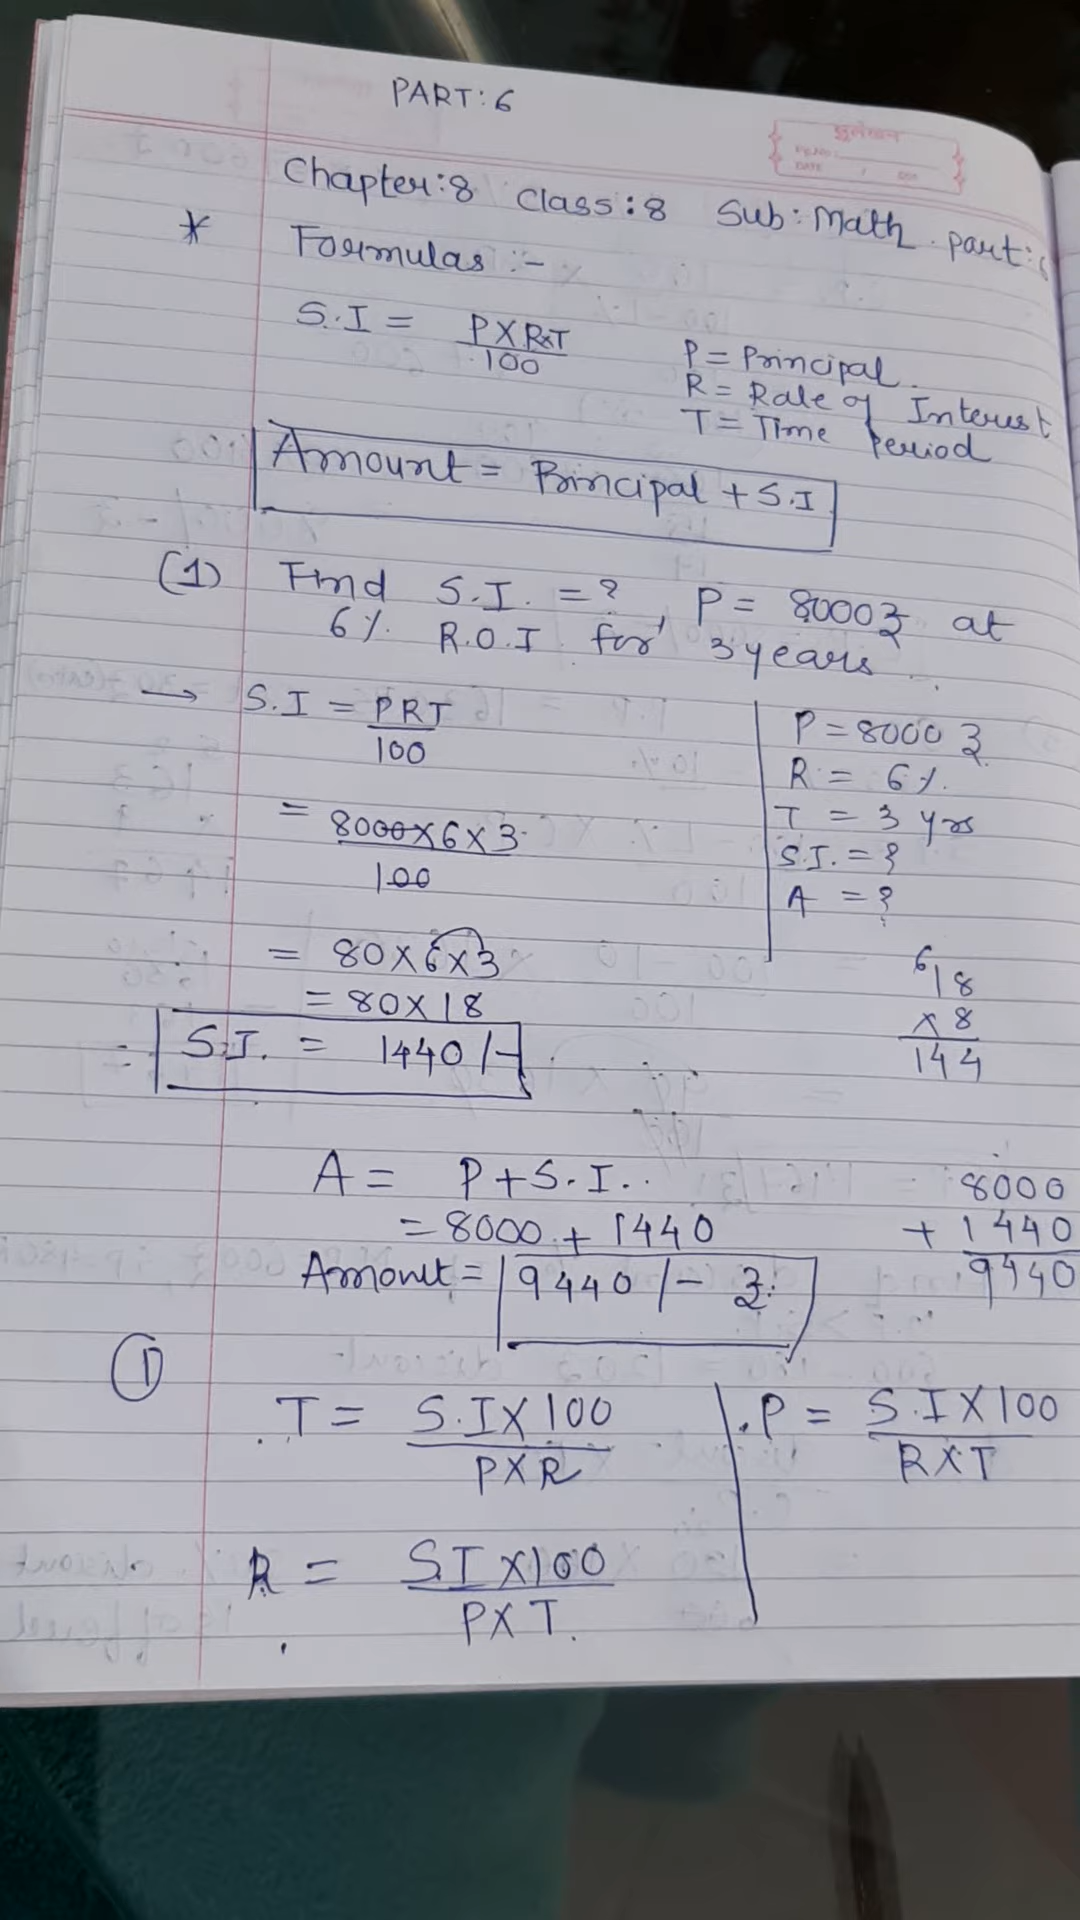 PART: 6
Chapter:8 Class:8 Sub: Math. part:6
* Formulas :-
S.I = PXRxT
100
P = Principal.
R = Rate of Interest
T = Time Period
Amount = Principal + S.I
(1) Find S.I. = ? P = 8000₹ at
6% R.O.I for 3 years..
→ S.I = PRT
100
= 8000×6×3
100
= 80×6×3
= 80×18
= S.I. = 1440/-
P = 8000 ₹
R = 6%.
T = 3 yrs
S.I. = ?
A = ?
6
18
×8
144
A = P+S.I..
= 8000 + 1440
Amount = 9440/- ₹.
8000
+ 1440
9440
①
T = S.I×100
P×R
P = S.I×100
R×T
R = S.I×100
P×T.